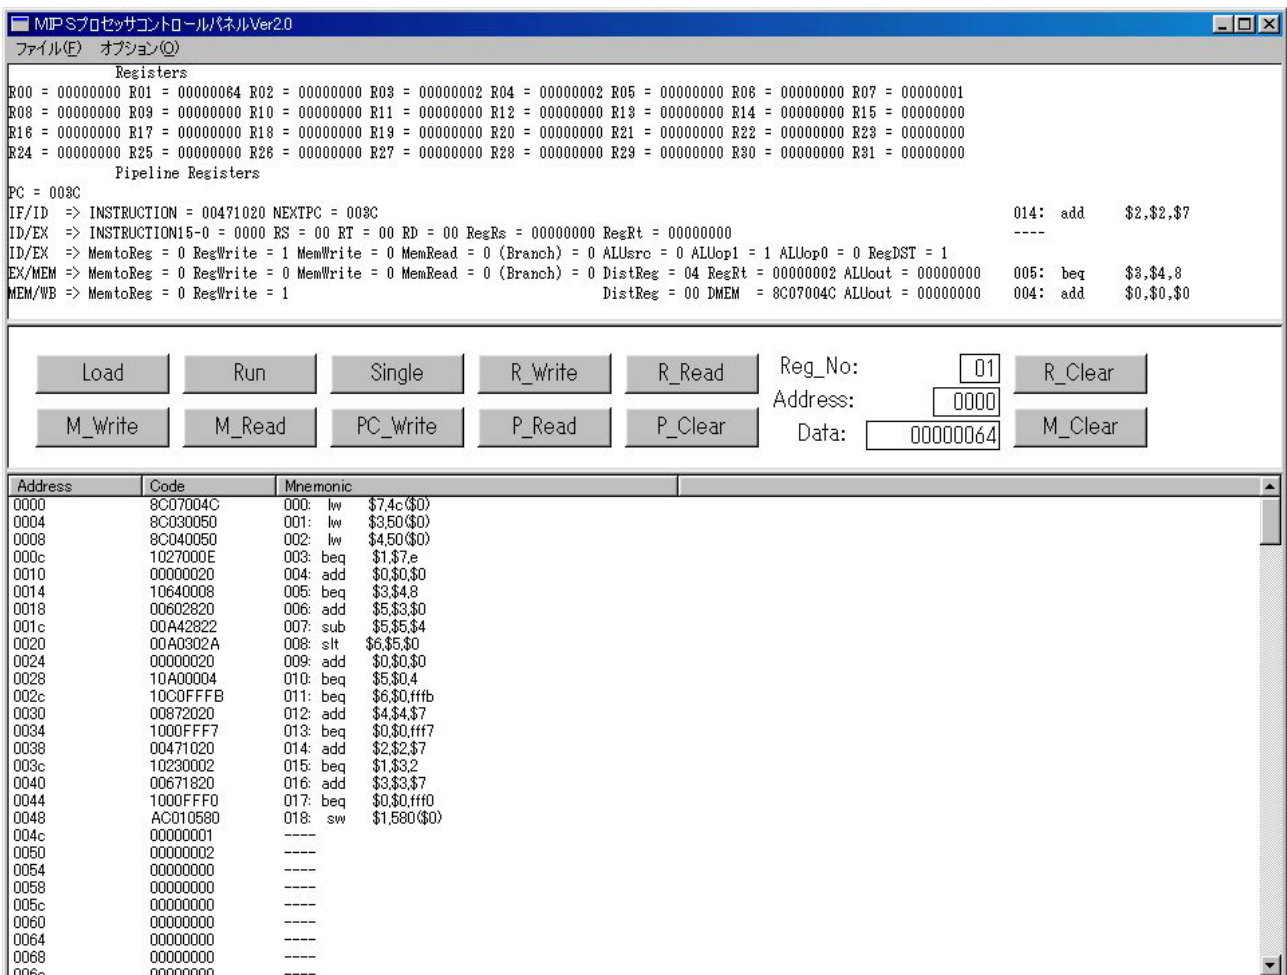 MIPSプロセッサコントロールパネルVer2.0
ファイル(F) オプション(O)
Registers
R00 = 00000000 R01 = 00000064 R02 = 00000000 R03 = 00000002 R04 = 00000002 R05 = 00000000 R06 = 00000000 R07 = 00000001
R08 = 00000000 R09 = 00000000 R10 = 00000000 R11 = 00000000 R12 = 00000000 R13 = 00000000 R14 = 00000000 R15 = 00000000
R16 = 00000000 R17 = 00000000 R18 = 00000000 R19 = 00000000 R20 = 00000000 R21 = 00000000 R22 = 00000000 R23 = 00000000
R24 = 00000000 R25 = 00000000 R26 = 00000000 R27 = 00000000 R28 = 00000000 R29 = 00000000 R30 = 00000000 R31 = 00000000
Pipeline Registers
PC = 003C
IF/ID => INSTRUCTION = 00471020 NEXTPC = 003C 014: add $2,$2,$7
ID/EX => INSTRUCTION15-0 = 0000 RS = 00 RT = 00 RD = 00 RegRs = 00000000 RegRt = 00000000 ----
ID/EX => MemtoReg = 0 RegWrite = 1 MemWrite = 0 MemRead = 0 (Branch) = 0 ALUsrc = 0 ALUop1 = 1 ALUop0 = 0 RegDST = 1
EX/MEM => MemtoReg = 0 RegWrite = 0 MemWrite = 0 MemRead = 0 (Branch) = 0 DistReg = 04 RegRt = 00000002 ALUout = 00000000 005: beq $3,$4,8
MEM/WB => MemtoReg = 0 RegWrite = 1 DistReg = 00 DMEM = 8C07004C ALUout = 00000000 004: add $0,$0,$0
Load Run Single R_Write R_Read Reg_No: 01 R_Clear
Address: 0000
M_Write M_Read PC_Write P_Read P_Clear Data: 00000064 M_Clear
Address Code Mnemonic
0000 8C07004C 000: lw $7,4c($0)
0004 8C030050 001: lw $3,50($0)
0008 8C040050 002: lw $4,50($0)
000c 1027000E 003: beq $1,$7,e
0010 00000020 004: add $0,$0,$0
0014 10640008 005: beq $3,$4,8
0018 00602820 006: add $5,$3,$0
001c 00A42822 007: sub $5,$5,$4
0020 00A0302A 008: slt $6,$5,$0
0024 00000020 009: add $0,$0,$0
0028 10A00004 010: beq $5,$0,4
002c 10C0FFFB 011: beq $6,$0,fffb
0030 00872020 012: add $4,$4,$7
0034 1000FFF7 013: beq $0,$0,fff7
0038 00471020 014: add $2,$2,$7
003c 10230002 015: beq $1,$3,2
0040 00671820 016: add $3,$3,$7
0044 1000FFF0 017: beq $0,$0,fff0
0048 AC010580 018: sw $1,580($0)
004c 00000001 ----
0050 00000002 ----
0054 00000000 ----
0058 00000000 ----
005c 00000000 ----
0060 00000000 ----
0064 00000000 ----
0068 00000000 ----
006c 00000000 ----